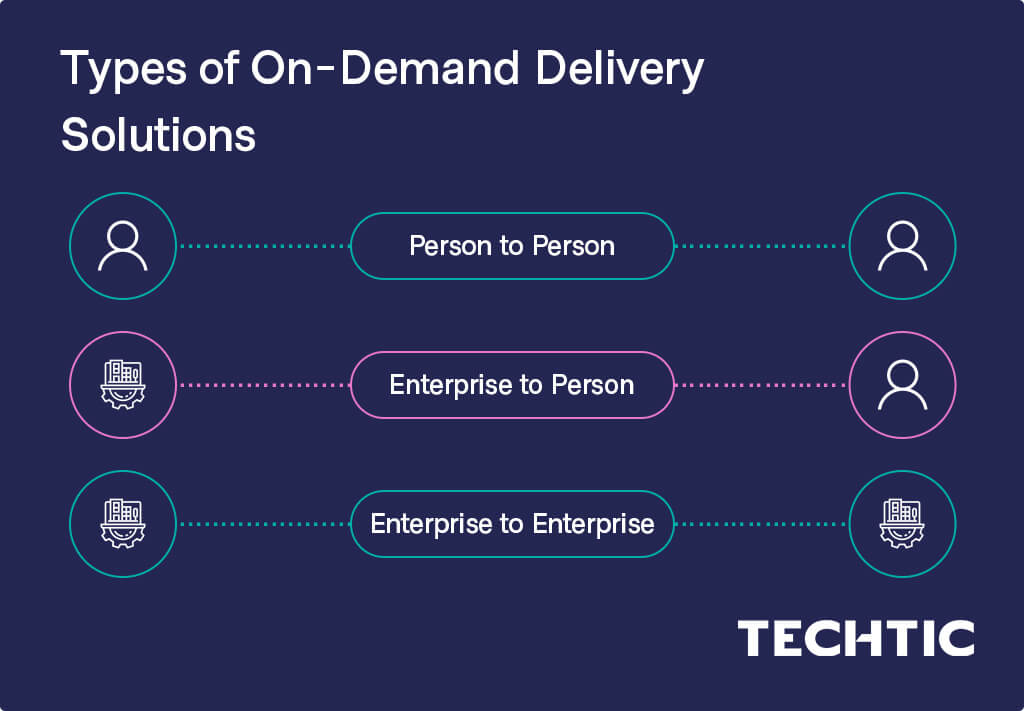 Types of On-Demand Delivery
Solutions
Person to Person
Enterprise to Person
Enterprise to Enterprise
TECHTIC